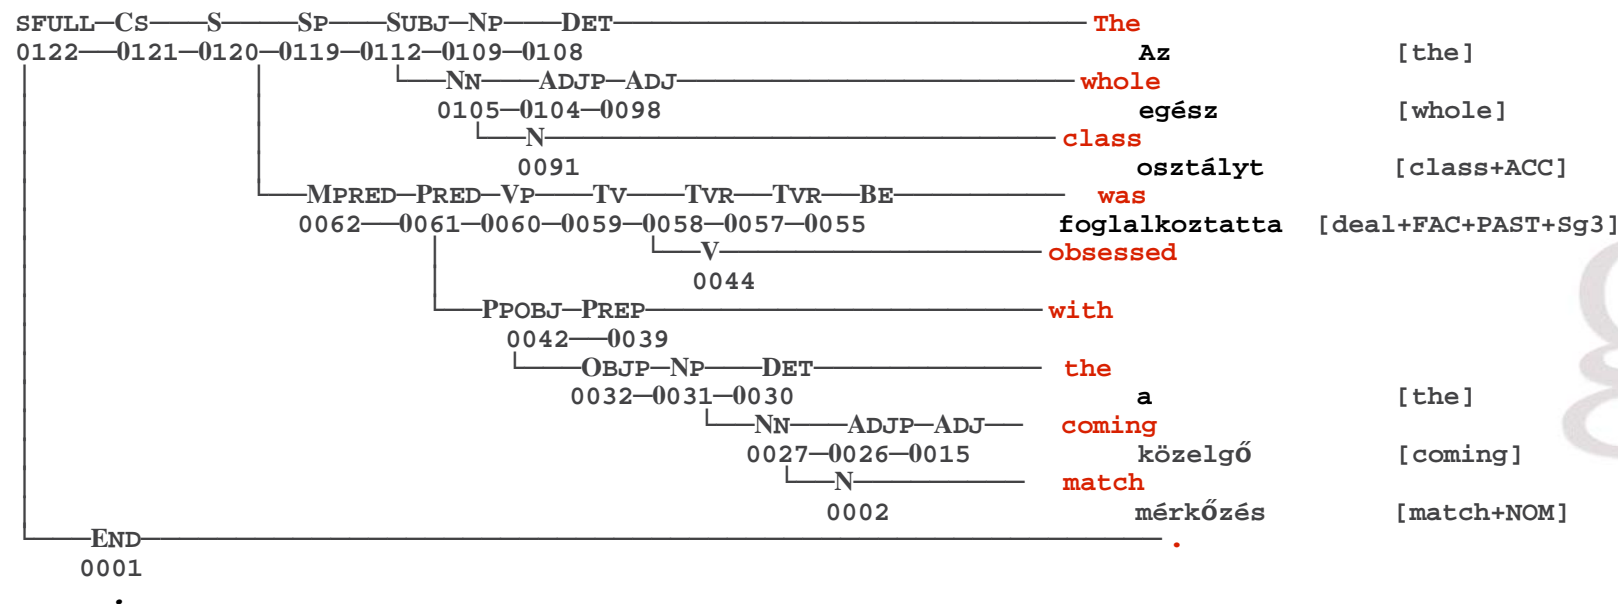 SFULL—CS—S—SP—SUBJ—NP—DET— The
0122—0121—0120—0119—0112—0109—0108 Az [the]
NN—ADJP—ADJ— whole
0105—0104—0098 egész [whole]
N— class
0091 osztályt [class+ACC]
MPRED—PRED—VP—TV—TVR—TVR—BE— was
0062—0061—0060—0059—0058—0057—0055 foglalkoztatta [deal+FAC+PAST+Sg3]
V— obsessed
0044
PPOBJ—PREP— with
0042—0039
OBJP—NP—DET— the
0032—0031—0030 a [the]
NN—ADJP—ADJ— coming
0027—0026—0015 közelgő [coming]
N— match
0002 mérkőzés [match+NOM]
END— .
0001